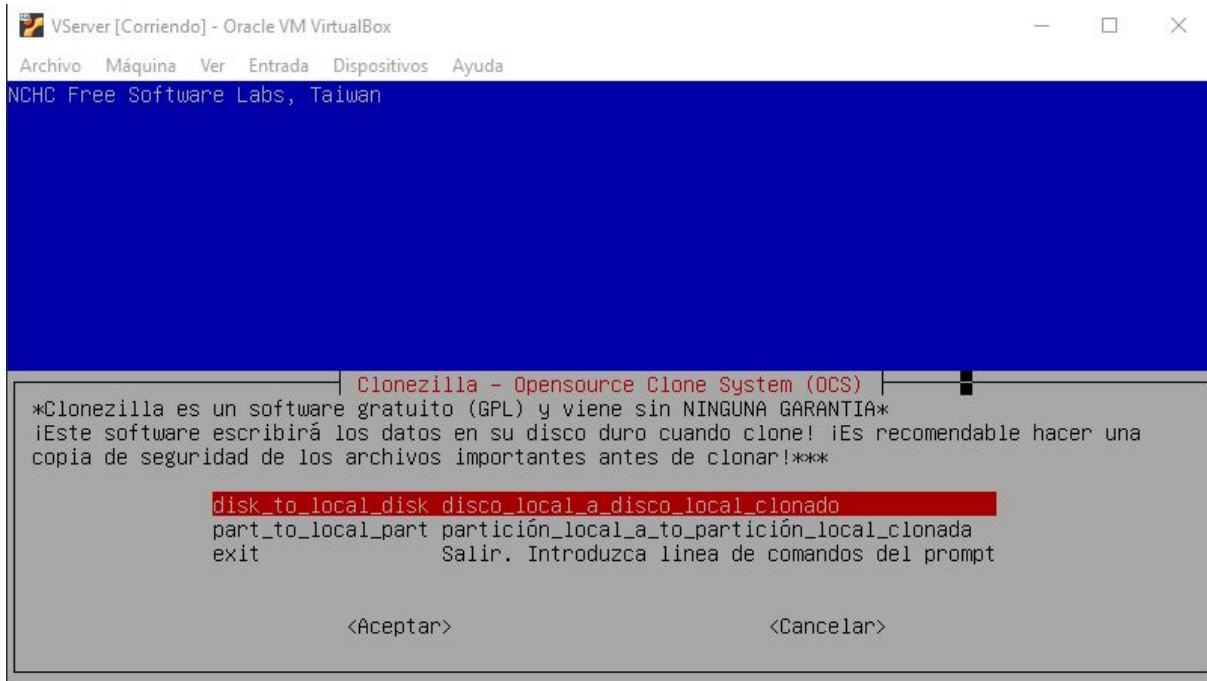 VServer [Corriendo] - Oracle VM VirtualBox
Archivo Máquina Ver Entrada Dispositivos Ayuda
NCHC Free Software Labs, Taiwan
Clonezilla - Opensource Clone System (OCS)
*Clonezilla es un software gratuito (GPL) y viene sin NINGUNA GARANTIA*
¡Este software escribirá los datos en su disco duro cuando clone! ¡Es recomendable hacer una
copia de seguridad de los archivos importantes antes de clonar!***
disk_to_local_disk disco_local_a_disco_local_clonado
part_to_local_part partición_local_a_to_partición_local_clonada
exit Salir. Introduzca linea de comandos del prompt
<Aceptar> <Cancelar>